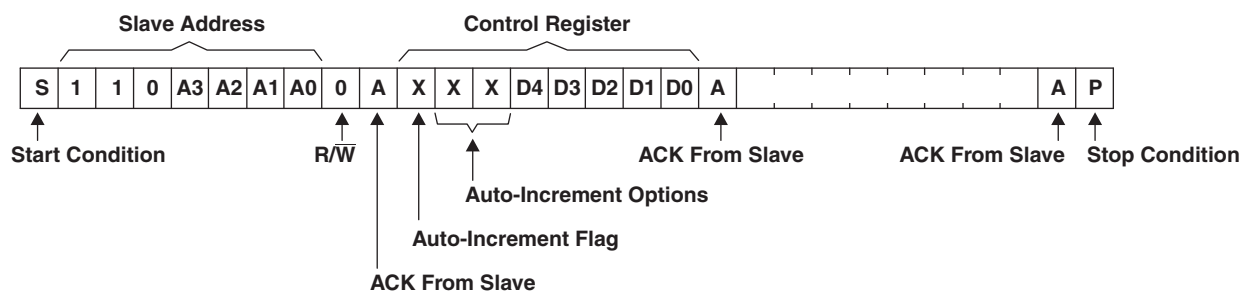 Slave Address
Control Register
S 1 1 0 A3 A2 A1 A0 0 A X X X D4 D3 D2 D1 D0 A A P
Start Condition
R/W̅
ACK From Slave
ACK From Slave
Stop Condition
Auto-Increment Options
Auto-Increment Flag
ACK From Slave